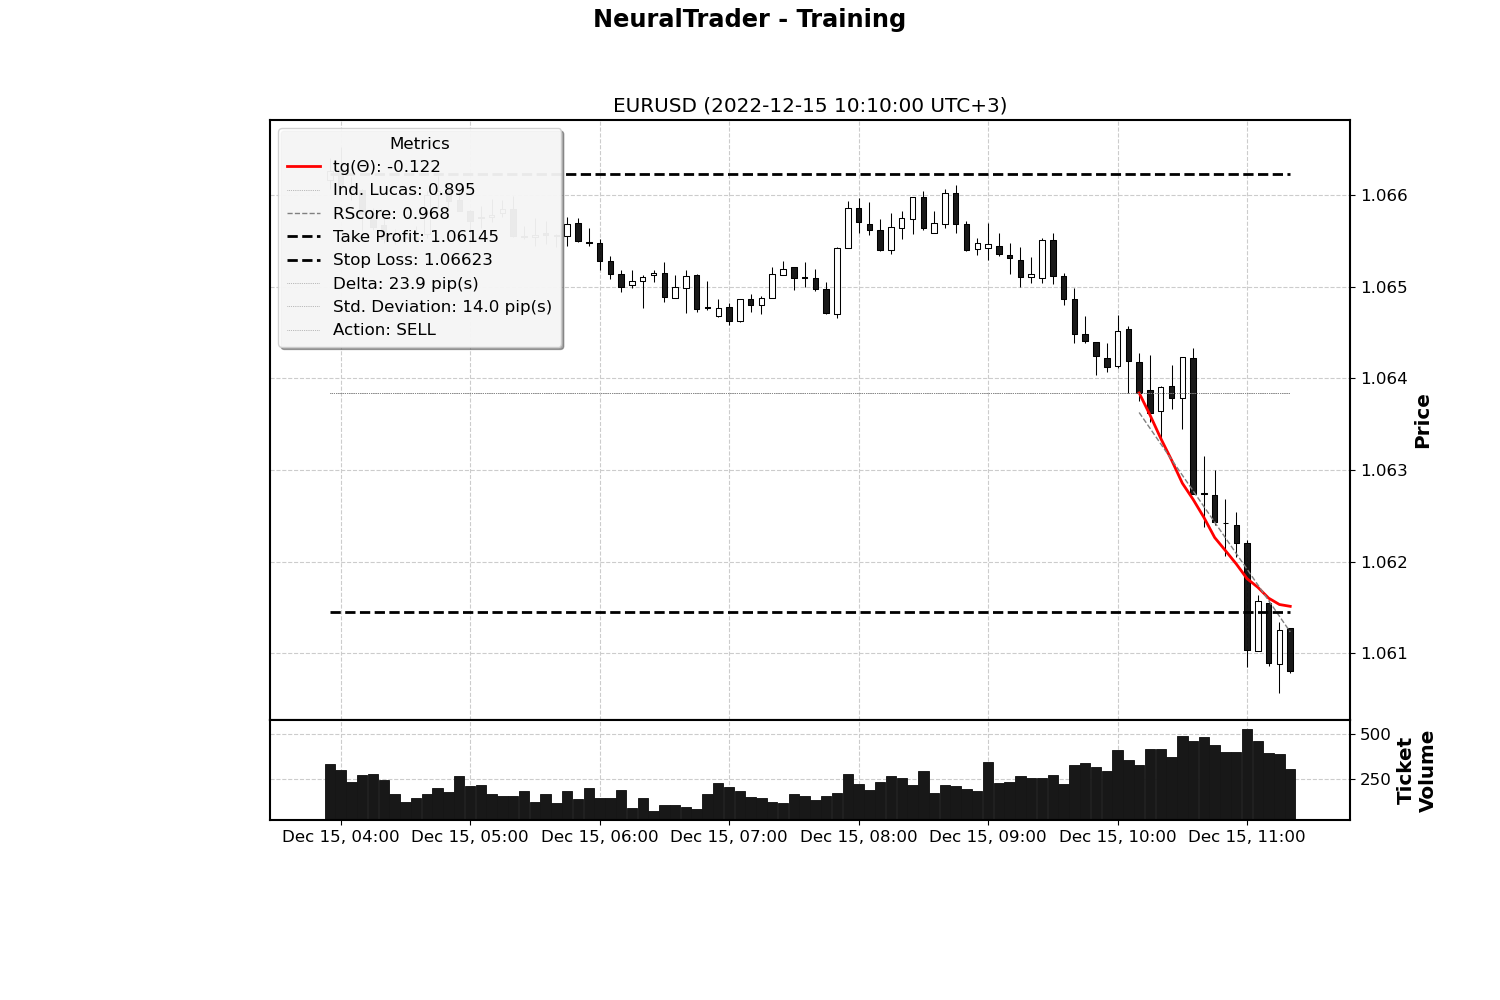 NeuralTrader - Training
EURUSD (2022-12-15 10:10:00 UTC+3)
Metrics
tg(Θ): -0.122
Ind. Lucas: 0.895
RScore: 0.968
Take Profit: 1.06145
Stop Loss: 1.06623
Delta: 23.9 pip(s)
Std. Deviation: 14.0 pip(s)
Action: SELL
1.066
1.065
1.064
1.063
1.062
1.061
Price
500
250
Ticket
Volume
Dec 15, 04:00 Dec 15, 05:00 Dec 15, 06:00 Dec 15, 07:00 Dec 15, 08:00 Dec 15, 09:00 Dec 15, 10:00 Dec 15, 11:00